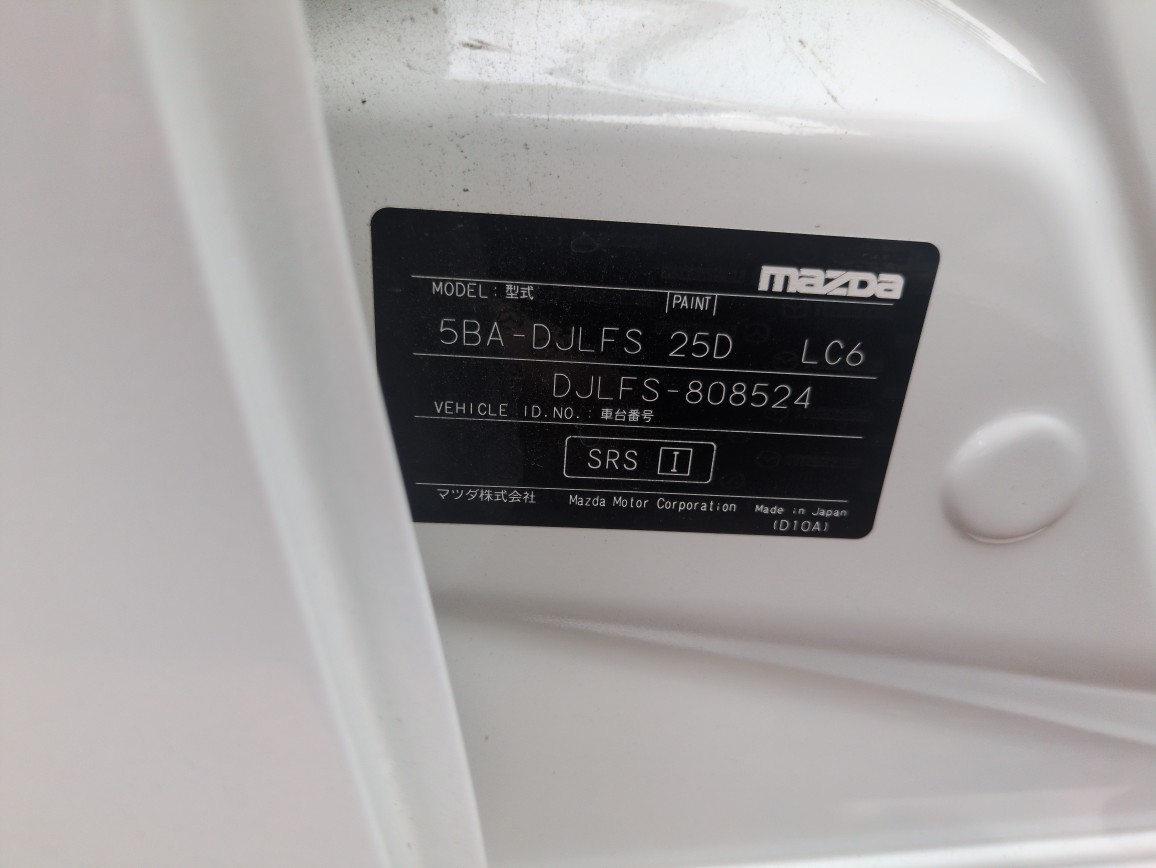 mazda
MODEL : 型式 PAINT
5BA-DJLFS 25D LC6
DJLFS-808524
VEHICLE ID.NO. : 車台番号
SRS I
マツダ株式会社 Mazda Motor Corporation Made in Japan
(D10A)